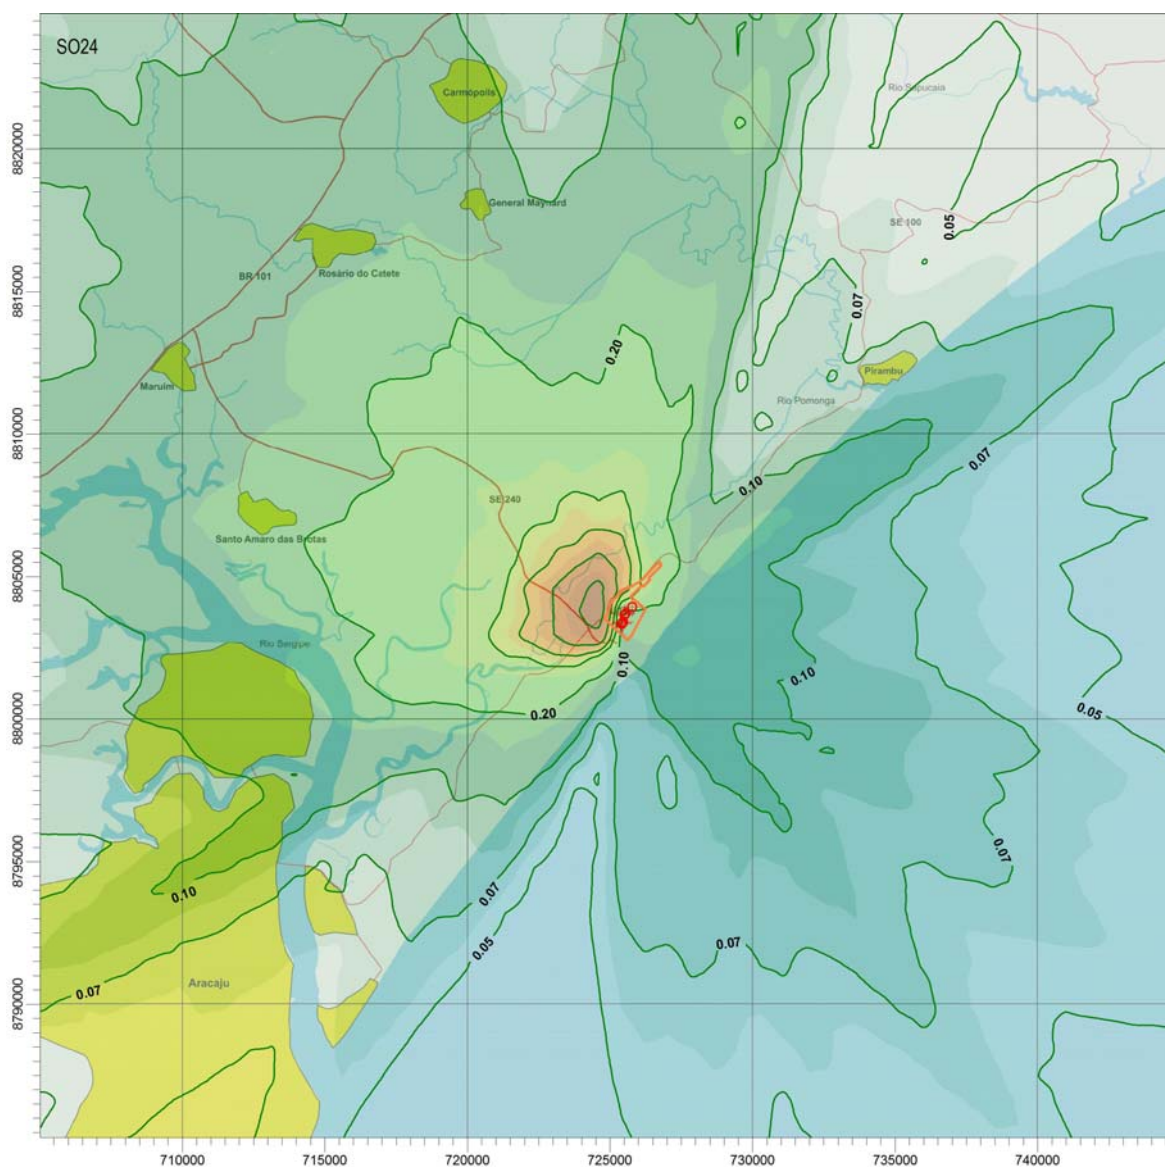 SO24
Rio Sapucaia
Carmópolis
8820000
General Maynard
SE 100
0.05
Rosário do Catete
BR 101
8815000
0.07
0.20
Pirambu
Maruim
Rio Pomonga
8810000
0.07
0.10
SE 240
Santo Amaro das Brotas
8805000
Rio Sergipe
0.10
0.10
0.20
0.05
8800000
0.07
0.10
0.07
8795000
0.05
0.07
0.07
Aracaju
8790000
710000
715000
720000
725000
730000
735000
740000